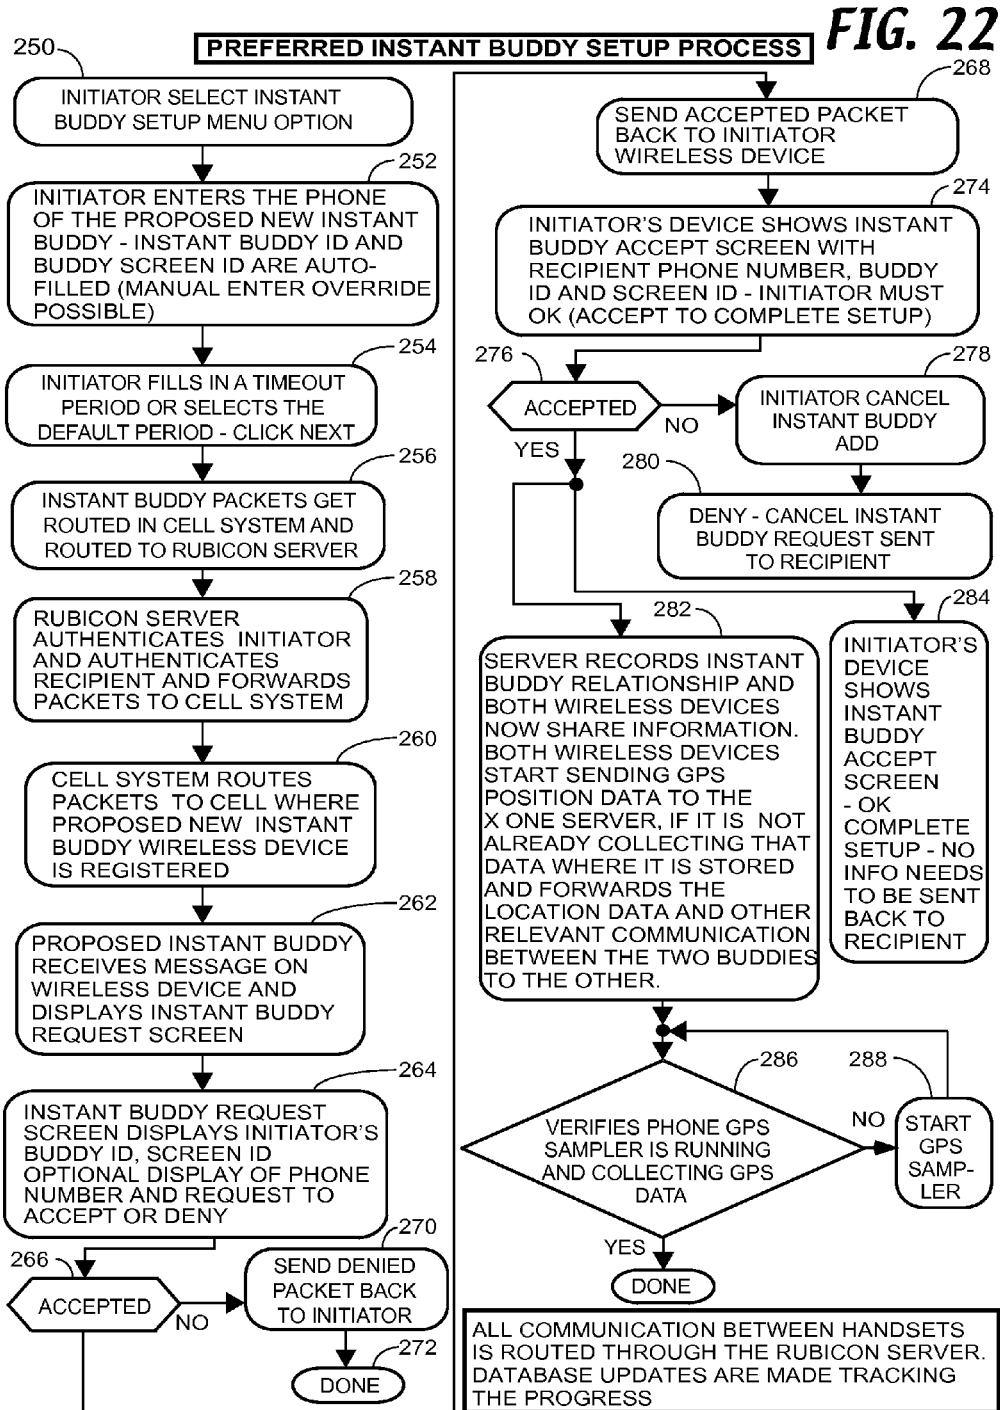 FIG. 22
PREFERRED INSTANT BUDDY SETUP PROCESS
250
INITIATOR SELECT INSTANT
BUDDY SETUP MENU OPTION
252
INITIATOR ENTERS THE PHONE
OF THE PROPOSED NEW INSTANT
BUDDY - INSTANT BUDDY ID AND
BUDDY SCREEN ID ARE AUTO-
FILLED (MANUAL ENTER OVERRIDE
POSSIBLE)
254
INITIATOR FILLS IN A TIMEOUT
PERIOD OR SELECTS THE
DEFAULT PERIOD - CLICK NEXT
256
INSTANT BUDDY PACKETS GET
ROUTED IN CELL SYSTEM AND
ROUTED TO RUBICON SERVER
258
RUBICON SERVER
AUTHENTICATES INITIATOR
AND AUTHENTICATES
RECIPIENT AND FORWARDS
PACKETS TO CELL SYSTEM
260
CELL SYSTEM ROUTES
PACKETS TO CELL WHERE
PROPOSED NEW INSTANT
BUDDY WIRELESS DEVICE
IS REGISTERED
262
PROPOSED INSTANT BUDDY
RECEIVES MESSAGE ON
WIRELESS DEVICE AND
DISPLAYS INSTANT BUDDY
REQUEST SCREEN
264
INSTANT BUDDY REQUEST
SCREEN DISPLAYS INITIATOR'S
BUDDY ID, SCREEN ID
OPTIONAL DISPLAY OF PHONE
NUMBER AND REQUEST TO
ACCEPT OR DENY
266
ACCEPTED
NO
270
SEND DENIED
PACKET BACK
TO INITIATOR
272
DONE
268
SEND ACCEPTED PACKET
BACK TO INITIATOR
WIRELESS DEVICE
274
INITIATOR'S DEVICE SHOWS INSTANT
BUDDY ACCEPT SCREEN WITH
RECIPIENT PHONE NUMBER, BUDDY
ID AND SCREEN ID - INITIATOR MUST
OK (ACCEPT TO COMPLETE SETUP)
276
ACCEPTED
NO
YES
278
INITIATOR CANCEL
INSTANT BUDDY
ADD
280
DENY - CANCEL INSTANT
BUDDY REQUEST SENT
TO RECIPIENT
282
SERVER RECORDS INSTANT
BUDDY RELATIONSHIP AND
BOTH WIRELESS DEVICES
NOW SHARE INFORMATION.
BOTH WIRELESS DEVICES
START SENDING GPS
POSITION DATA TO THE
X ONE SERVER, IF IT IS NOT
ALREADY COLLECTING THAT
DATA WHERE IT IS STORED
AND FORWARDS THE
LOCATION DATA AND OTHER
RELEVANT COMMUNICATION
BETWEEN THE TWO BUDDIES
TO THE OTHER.
284
INITIATOR'S
DEVICE
SHOWS
INSTANT
BUDDY
ACCEPT
SCREEN
- OK
COMPLETE
SETUP - NO
INFO NEEDS
TO BE SENT
BACK TO
RECIPIENT
286
VERIFIES PHONE GPS
SAMPLER IS RUNNING
AND COLLECTING GPS
DATA
NO
288
START
GPS
SAMP-
LER
YES
DONE
ALL COMMUNICATION BETWEEN HANDSETS
IS ROUTED THROUGH THE RUBICON SERVER.
DATABASE UPDATES ARE MADE TRACKING
THE PROGRESS